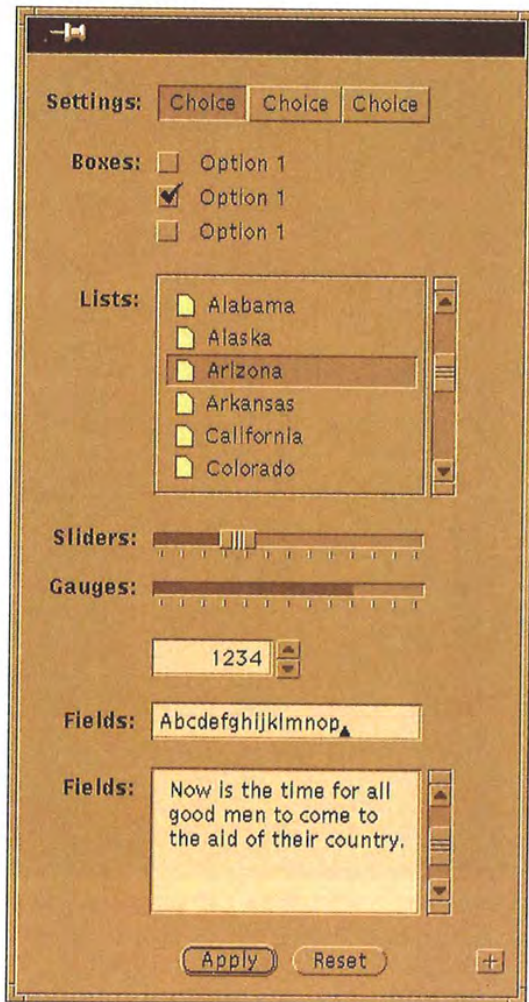 Settings: Choice Choice Choice
Boxes: Option 1
Option 1
Option 1
Lists: Alabama
Alaska
Arizona
Arkansas
California
Colorado
Sliders:
Gauges:
1234
Fields: Abcdefghijklmnop
Fields: Now is the time for all
good men to come to
the aid of their country.
Apply Reset